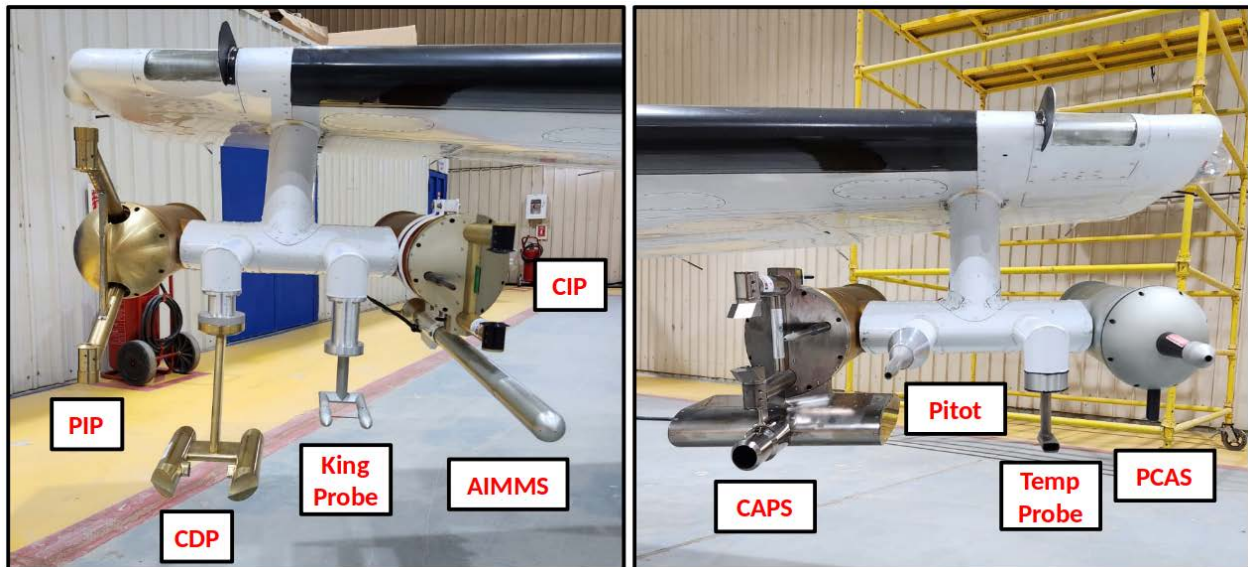 PIP
CDP
King
Probe
AIMMS
CIP
CAPS
Pitot
Temp
Probe
PCAS